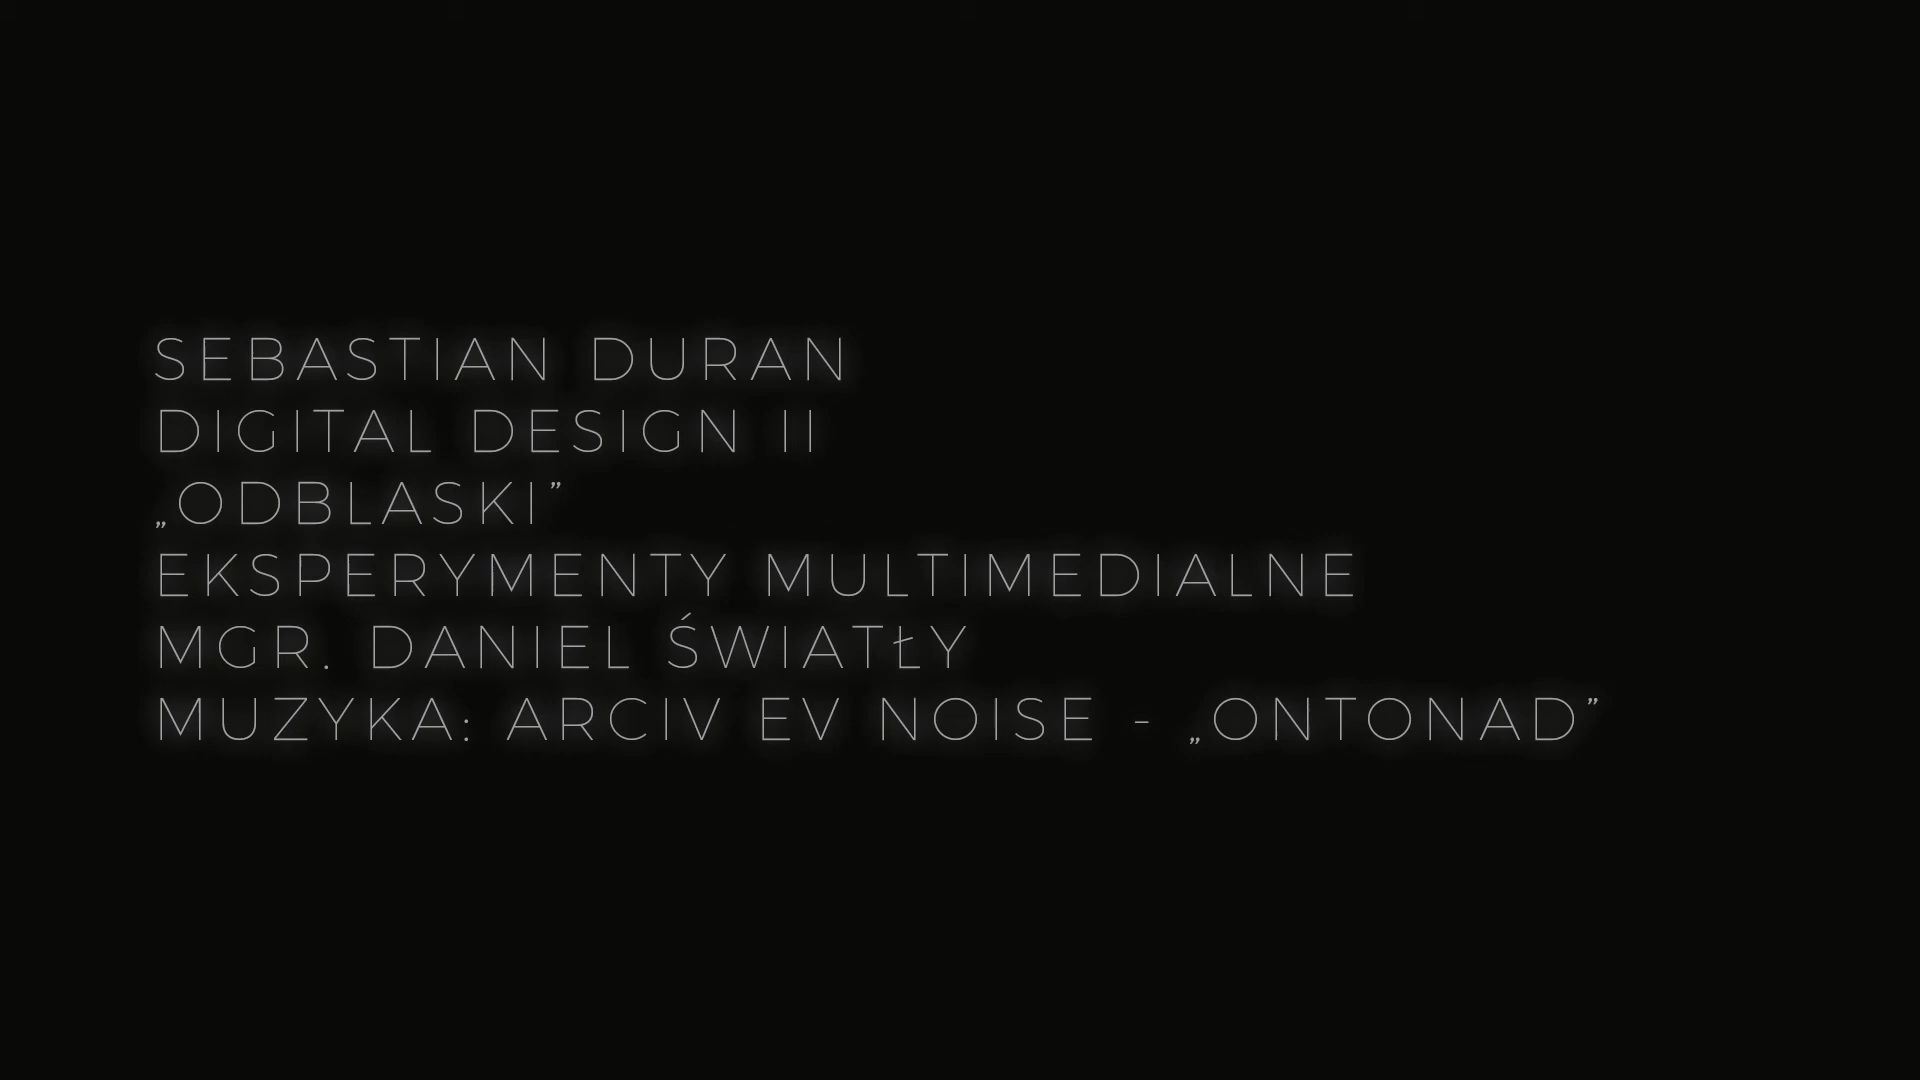 SEBASTIAN DURAN
DIGITAL DESIGN II
„ODBLASKI”
EKSPERYMENTY MULTIMEDIALNE
MGR. DANIEL ŚWIATŁY
MUZYKA: ARCIV EV NOISE - „ONTONAD”